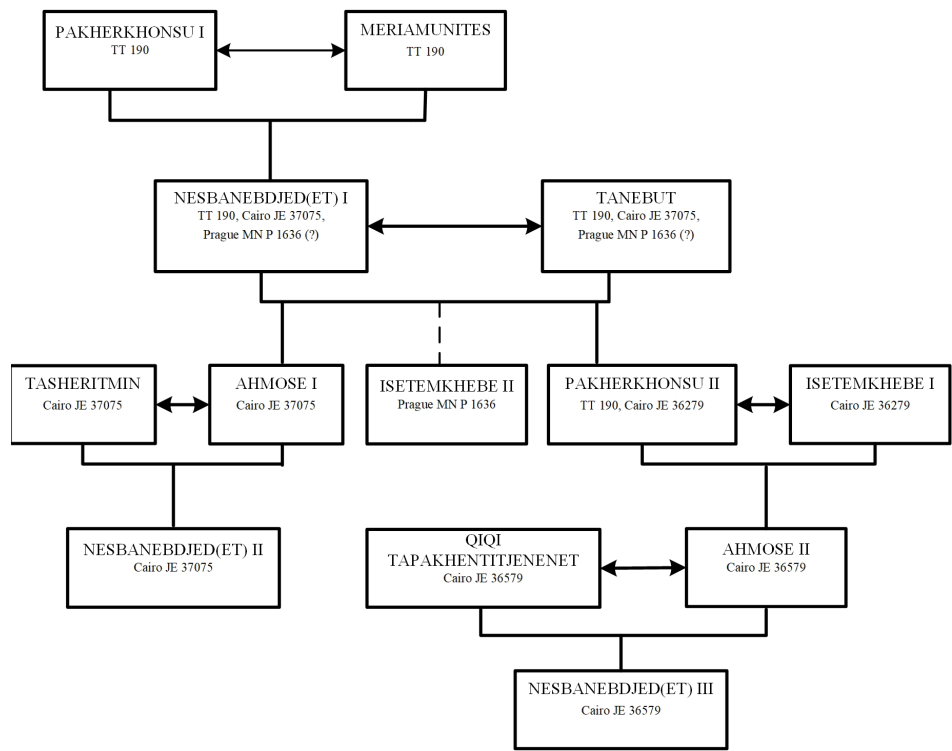 PAKHERKHONSU I
TT 190
MERIAMUNITES
TT 190
NESBANEBDJED(ET) I
TT 190, Cairo JE 37075,
Prague MN P 1636 (?)
TANEBUT
TT 190, Cairo JE 37075,
Prague MN P 1636 (?)
TASHERITMIN
Cairo JE 37075
AHMOSE I
Cairo JE 37075
ISETEMKHEBE II
Prague MN P 1636
PAKHERKHONSU II
TT 190, Cairo JE 36279
ISETEMKHEBE I
Cairo JE 36279
NESBANEBDJED(ET) II
Cairo JE 37075
QIQI
TAPAKHENTITJENENET
Cairo JE 36579
AHMOSE II
Cairo JE 36579
NESBANEBDJED(ET) III
Cairo JE 36579